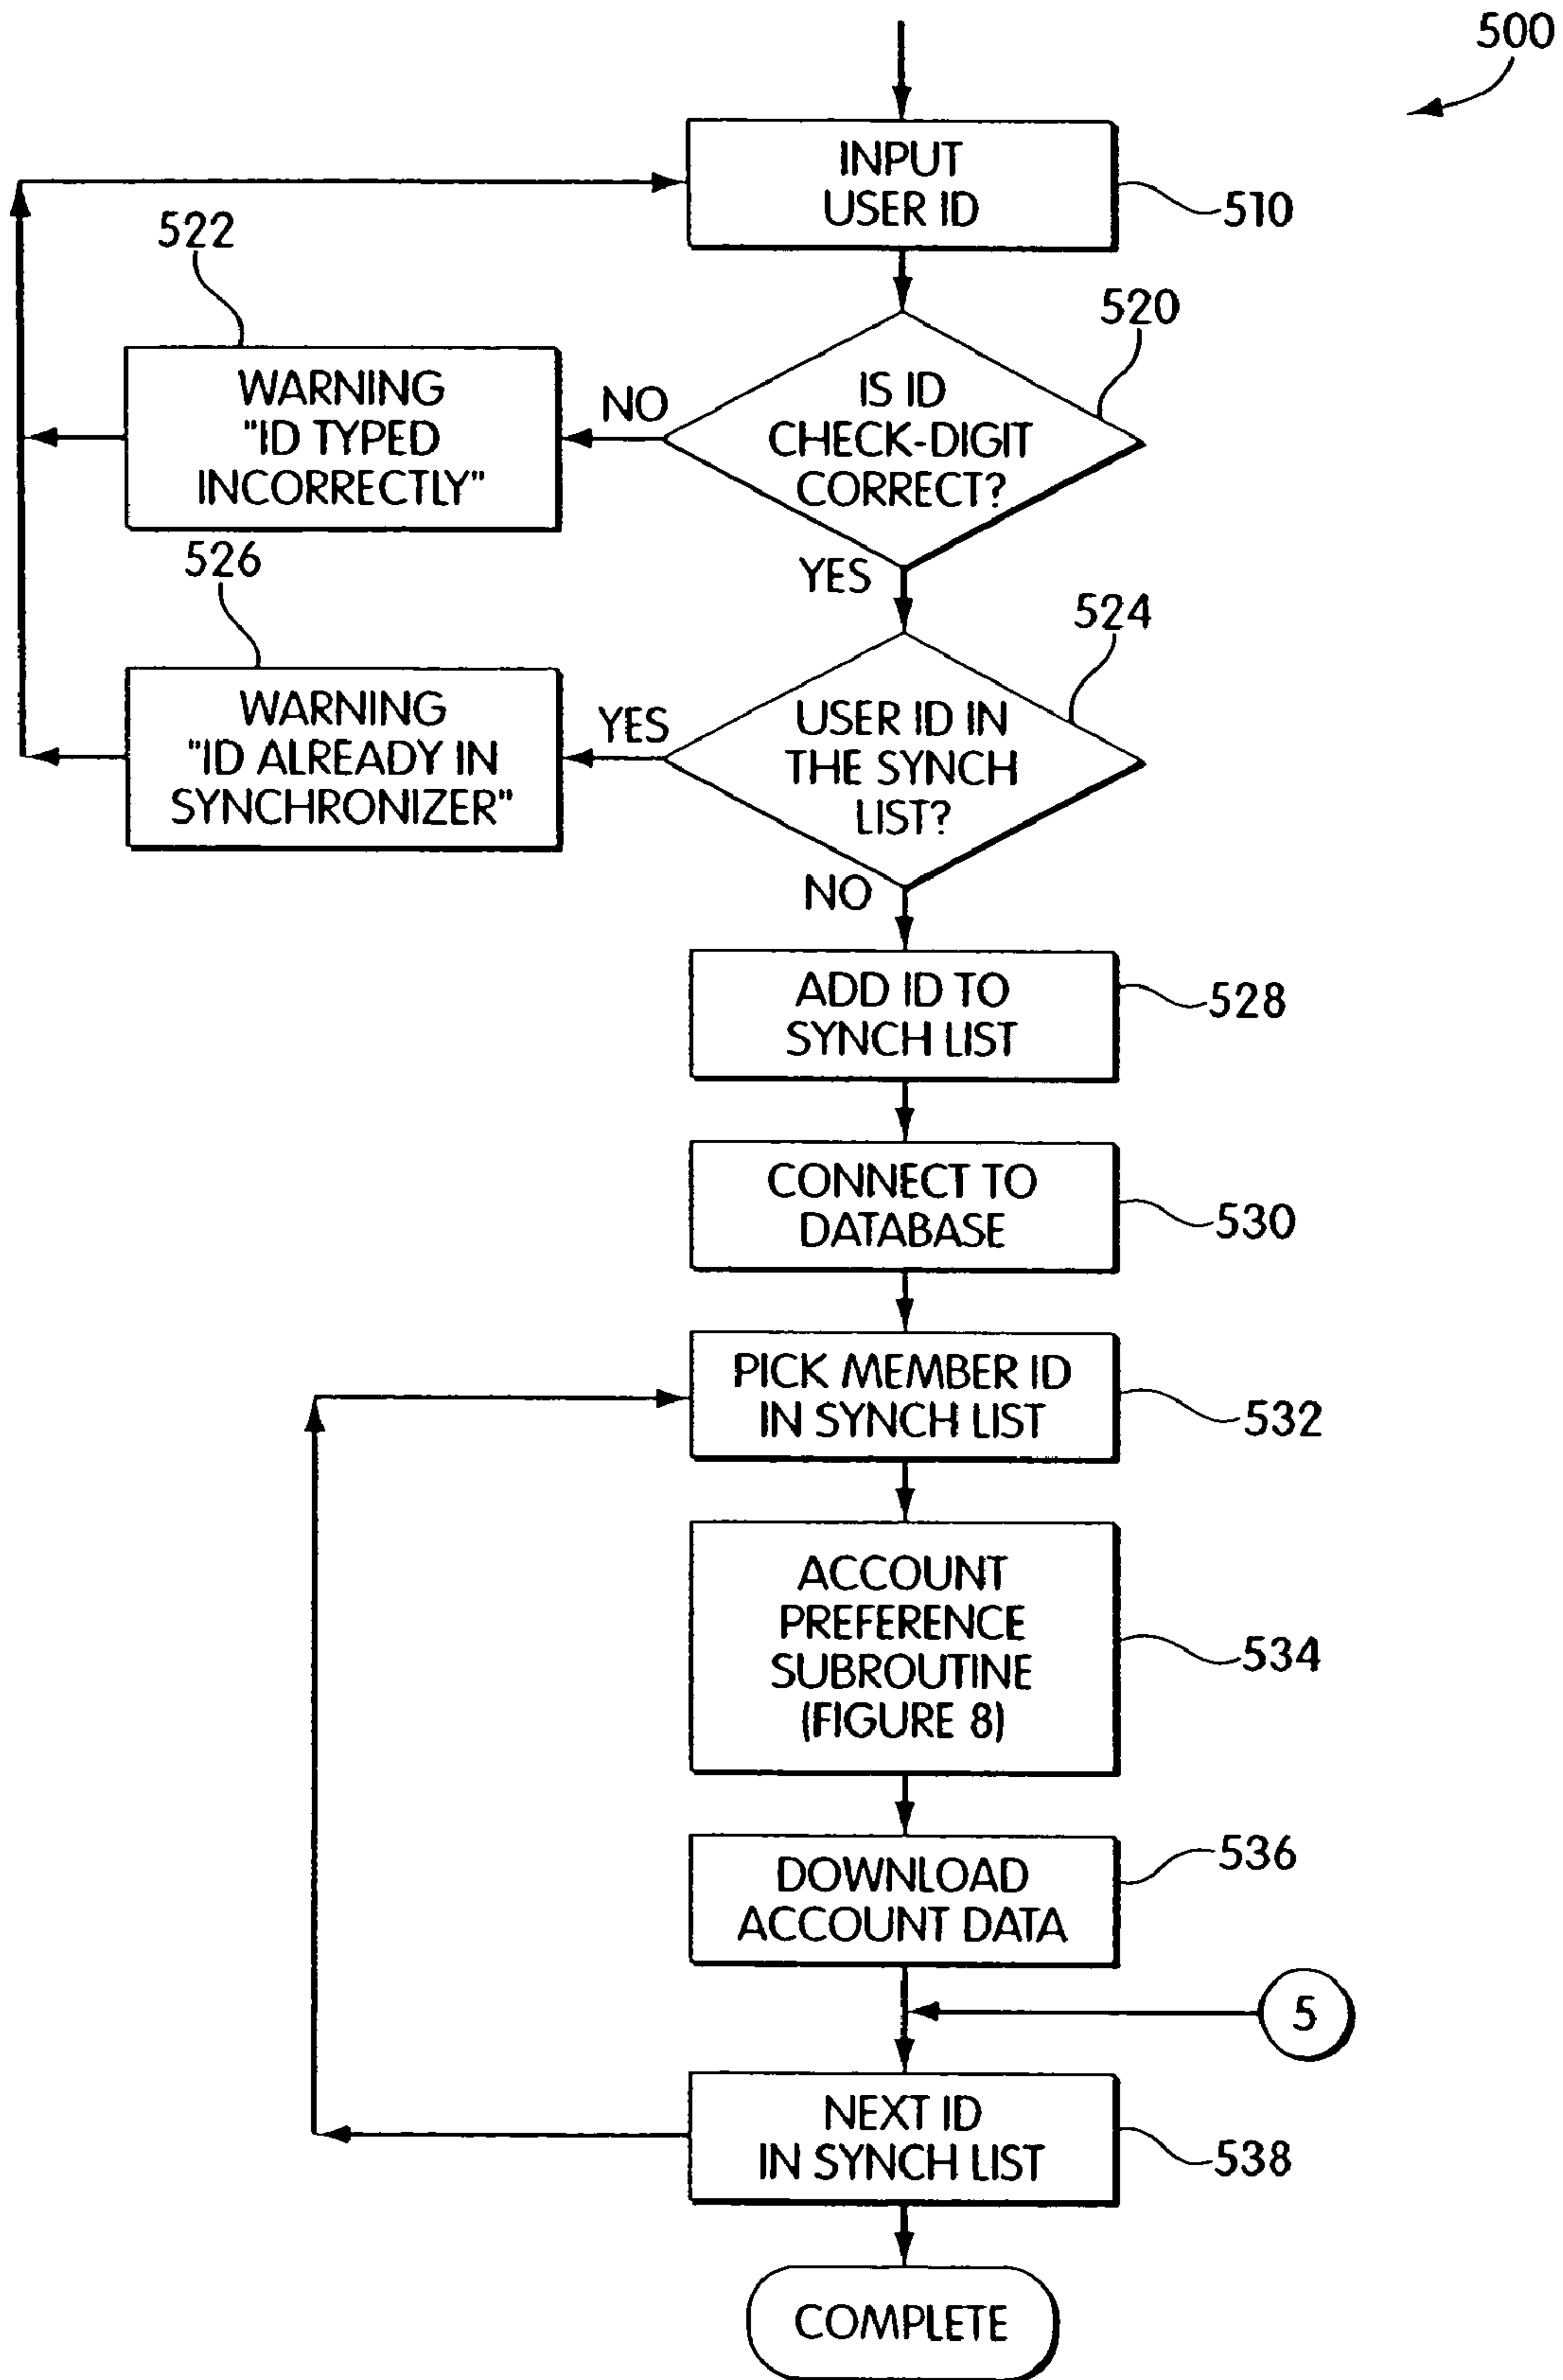 500
INPUT
USER ID
510
522
520
WARNING
"ID TYPED
INCORRECTLY"
NO
IS ID
CHECK-DIGIT
CORRECT?
YES
526
524
WARNING
"ID ALREADY IN
SYNCHRONIZER"
YES
USER ID IN
THE SYNCH
LIST?
NO
ADD ID TO
SYNCH LIST
528
CONNECT TO
DATABASE
530
PICK MEMBER ID
IN SYNCH LIST
532
ACCOUNT
PREFERENCE
SUBROUTINE
(FIGURE 8)
534
DOWNLOAD
ACCOUNT DATA
536
5
NEXT ID
IN SYNCH LIST
538
COMPLETE